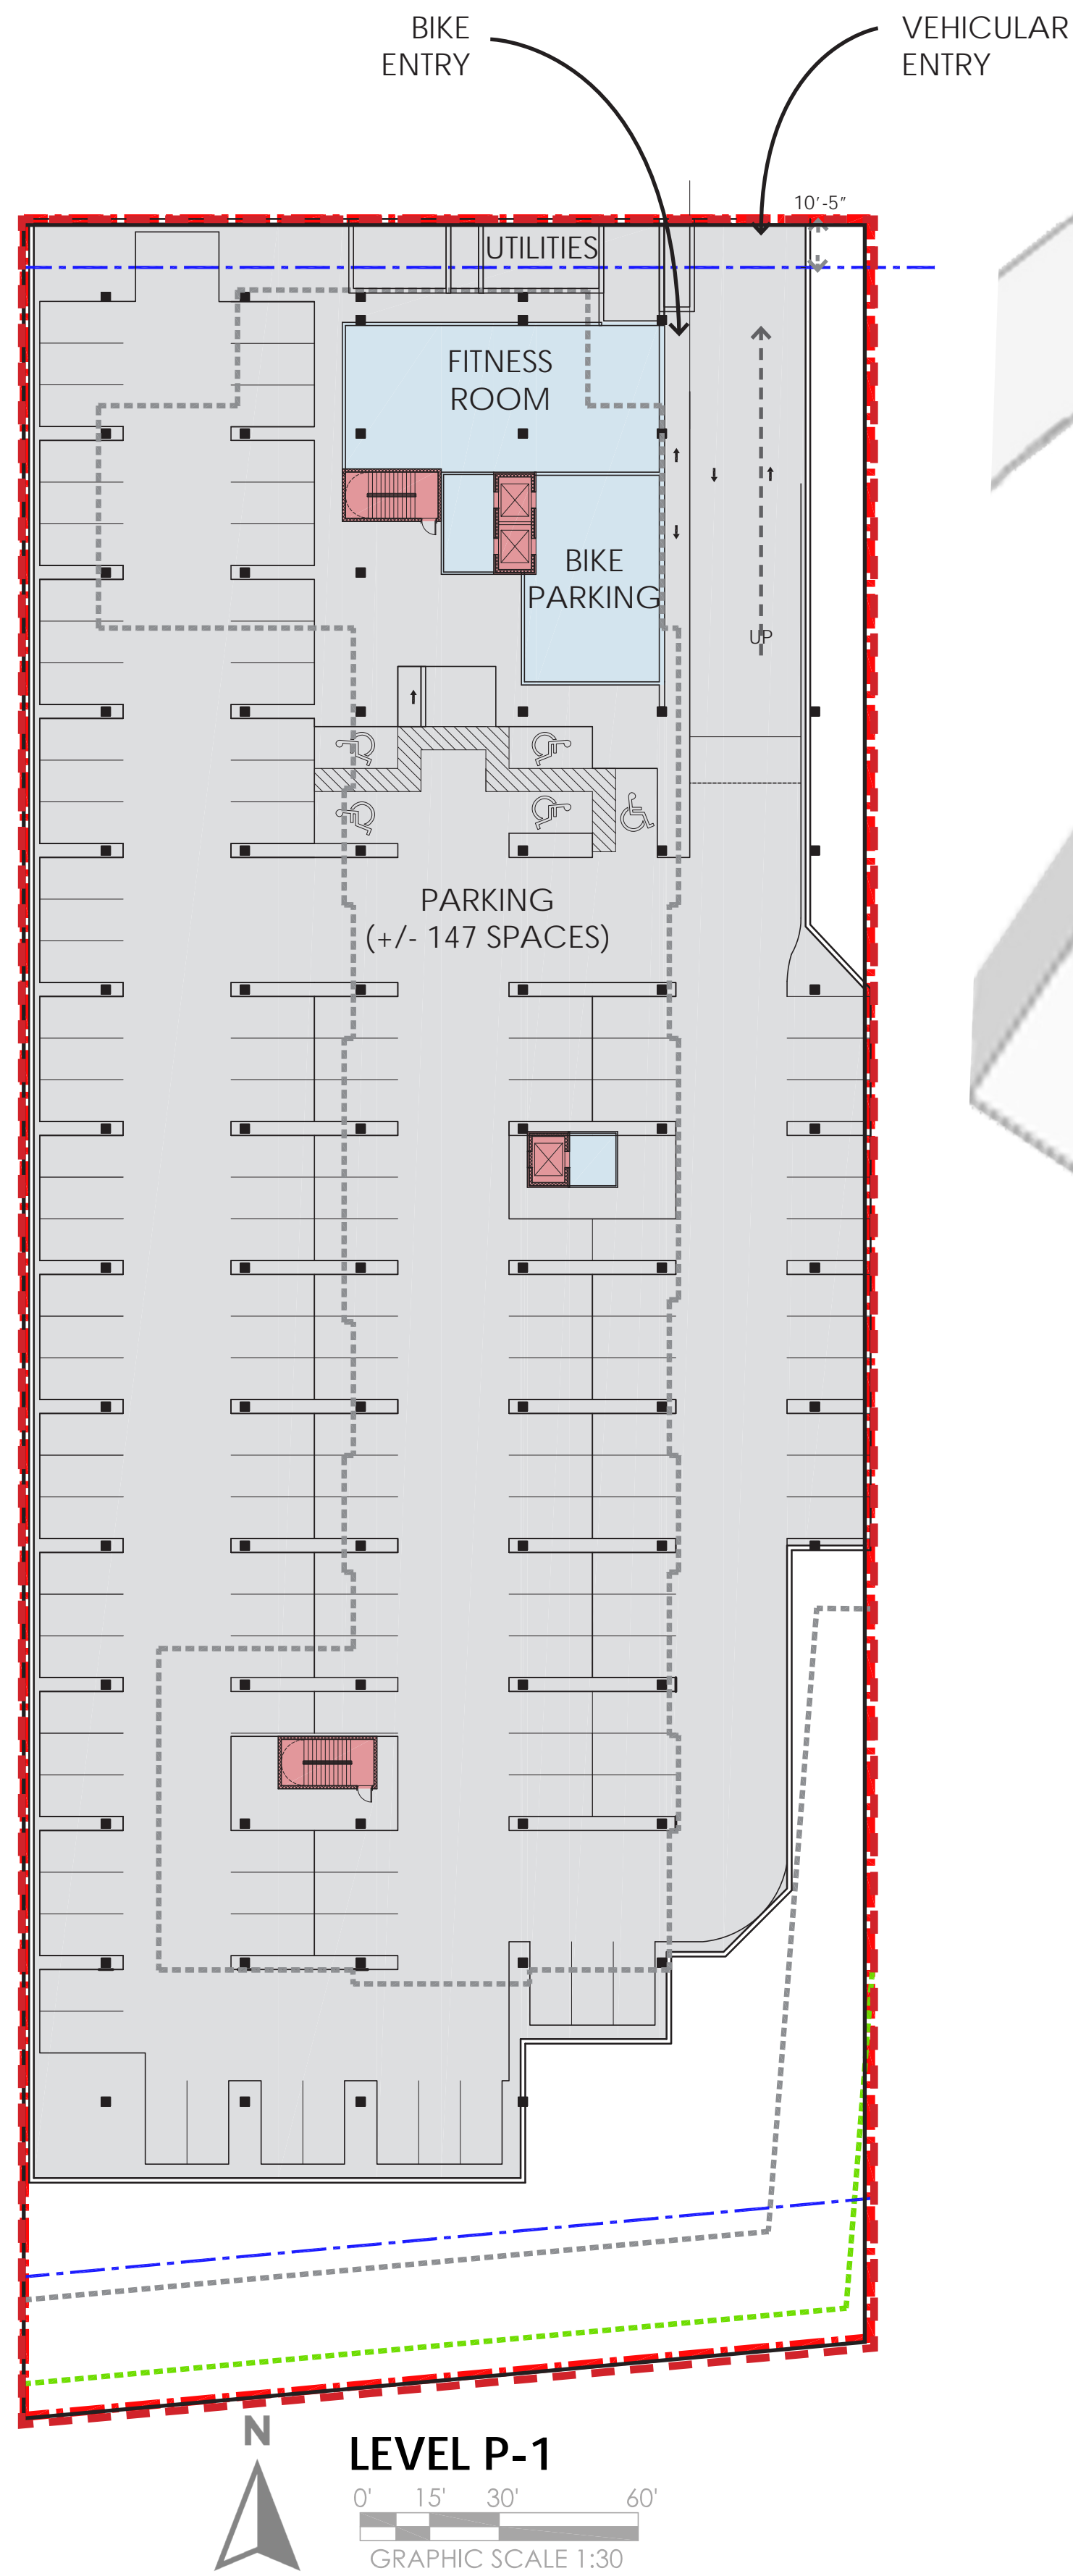 BIKE
ENTRY
VEHICULAR
ENTRY
10'-5"
UTILITIES
FITNESS
ROOM
BIKE
PARKING
UP
PARKING
(+/- 147 SPACES)
N
LEVEL P-1
0' 15' 30' 60'
GRAPHIC SCALE 1:30